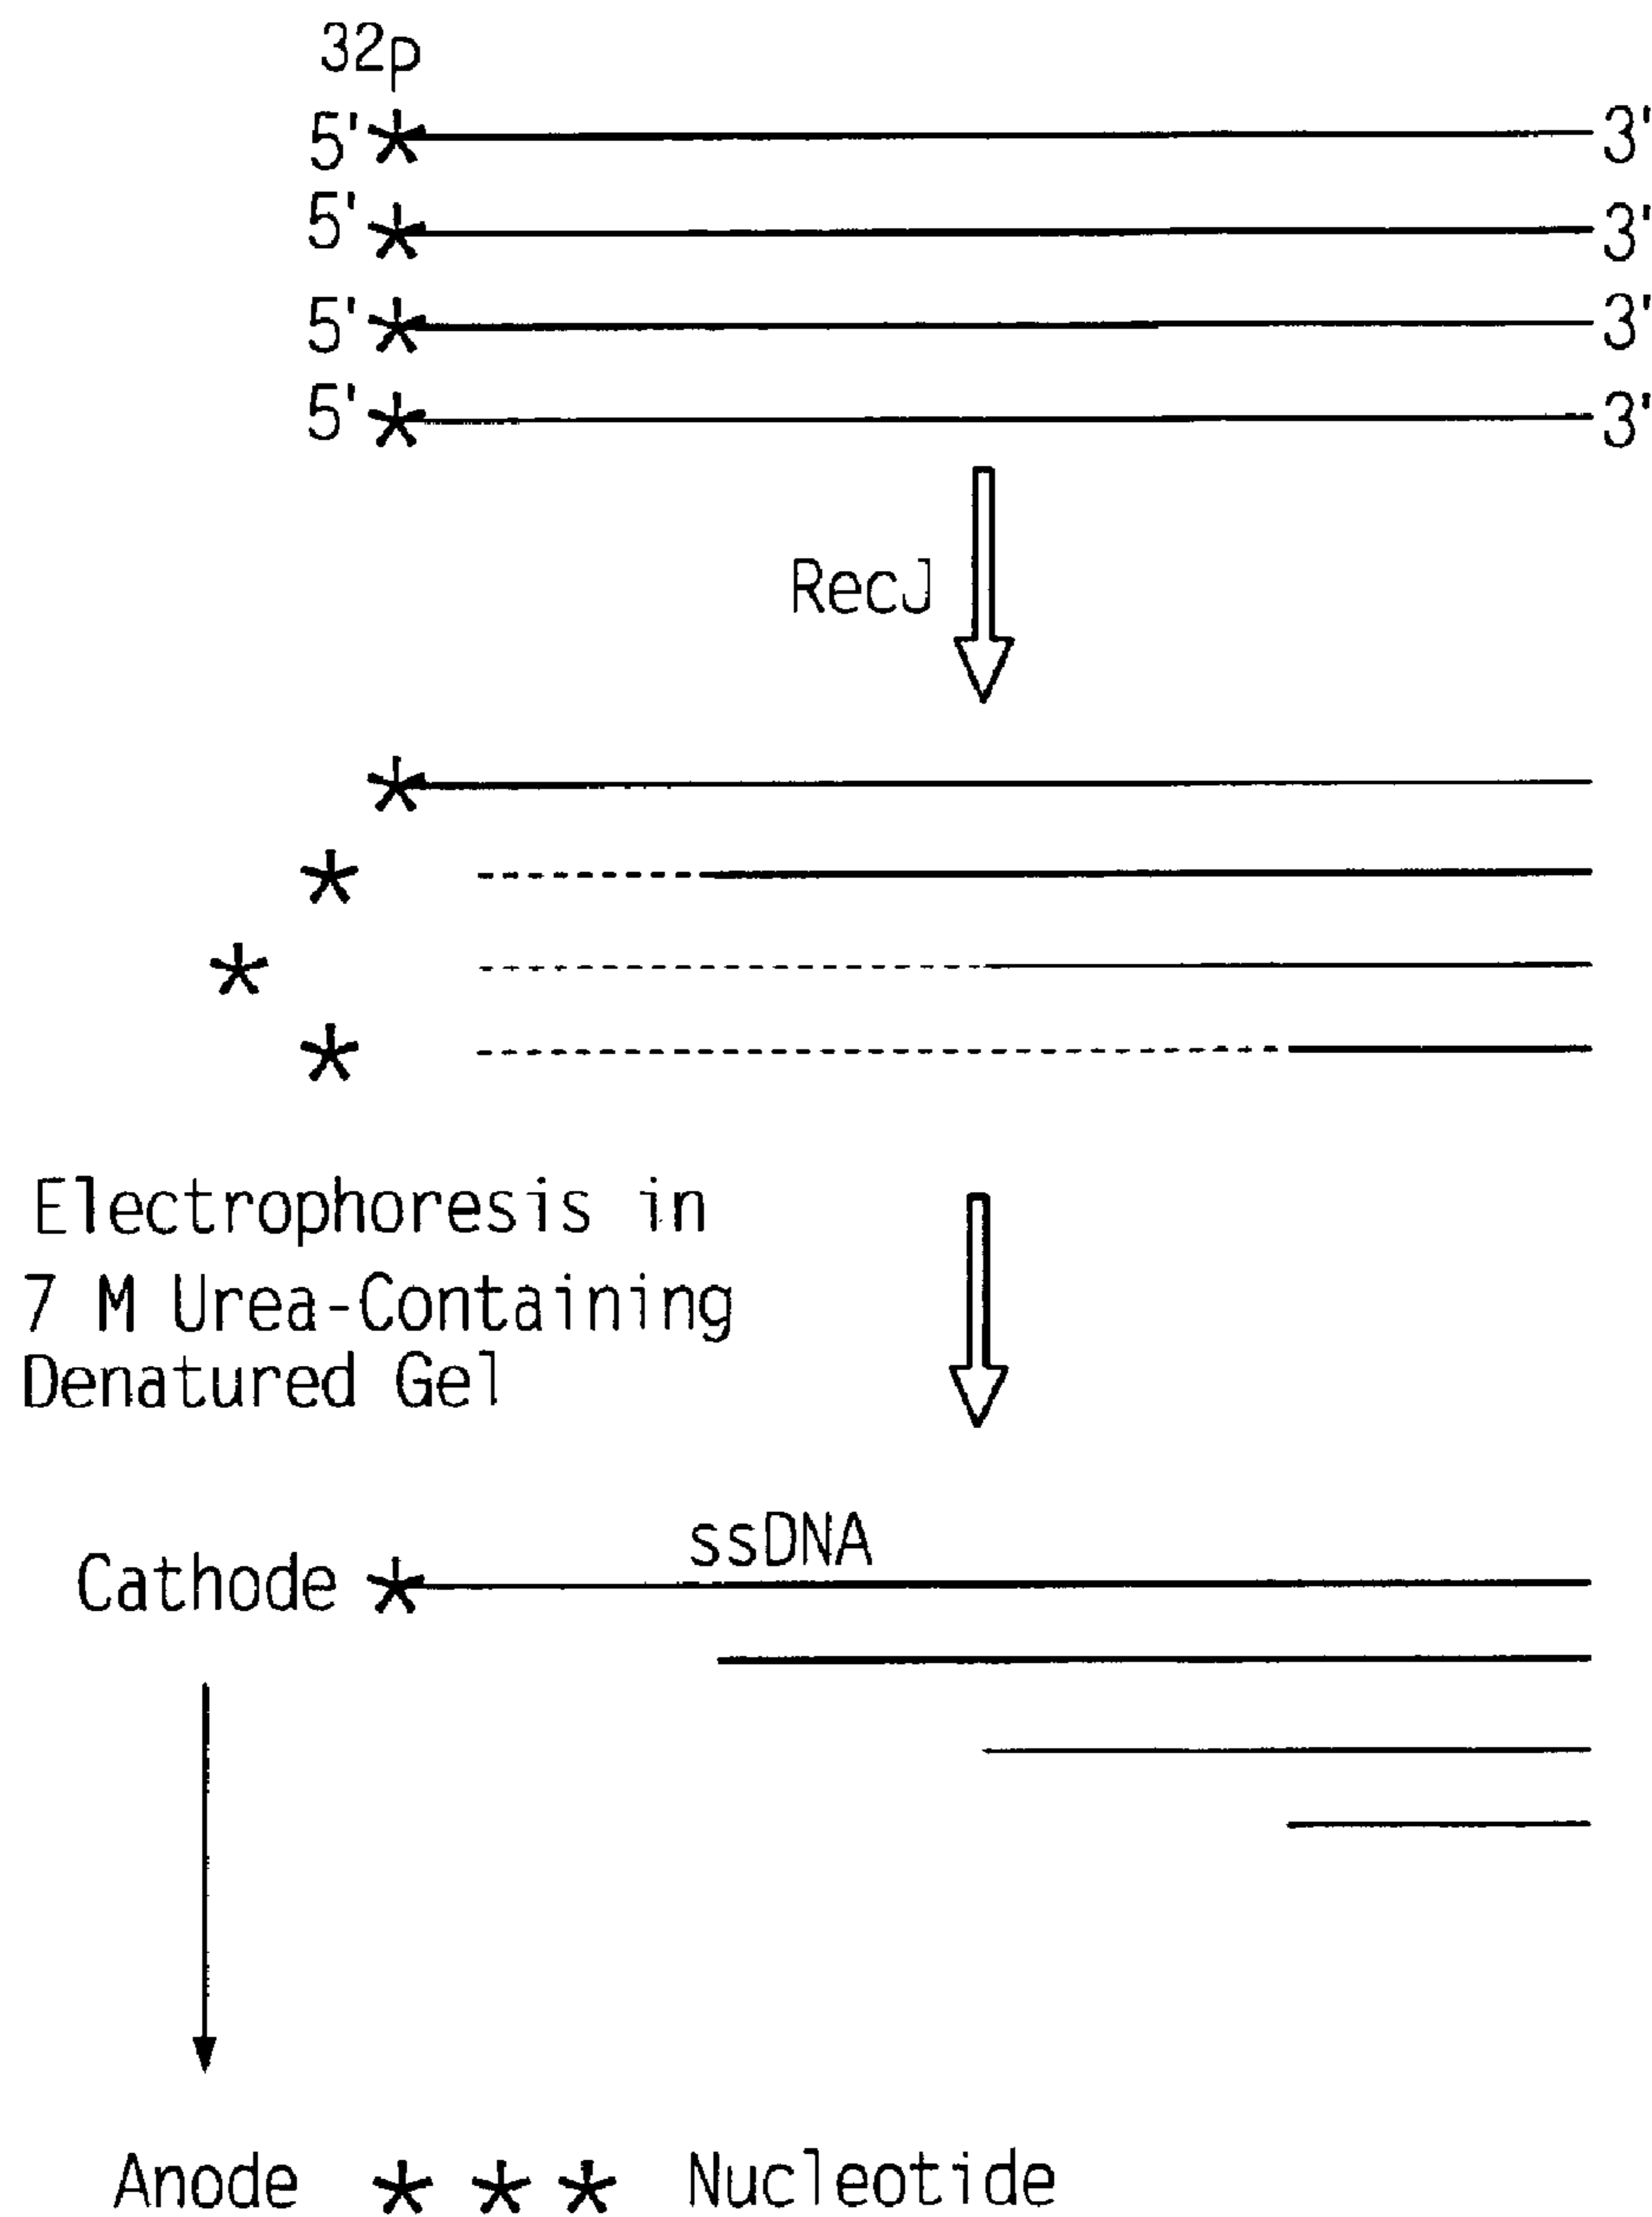 32p
5'* 3'
5'* 3'
5'* 3'
5'* 3'
RecJ
*
*
*
*
Electrophoresis in
7 M Urea-Containing
Denatured Gel
ssDNA
Cathode *
Anode * * * Nucleotide